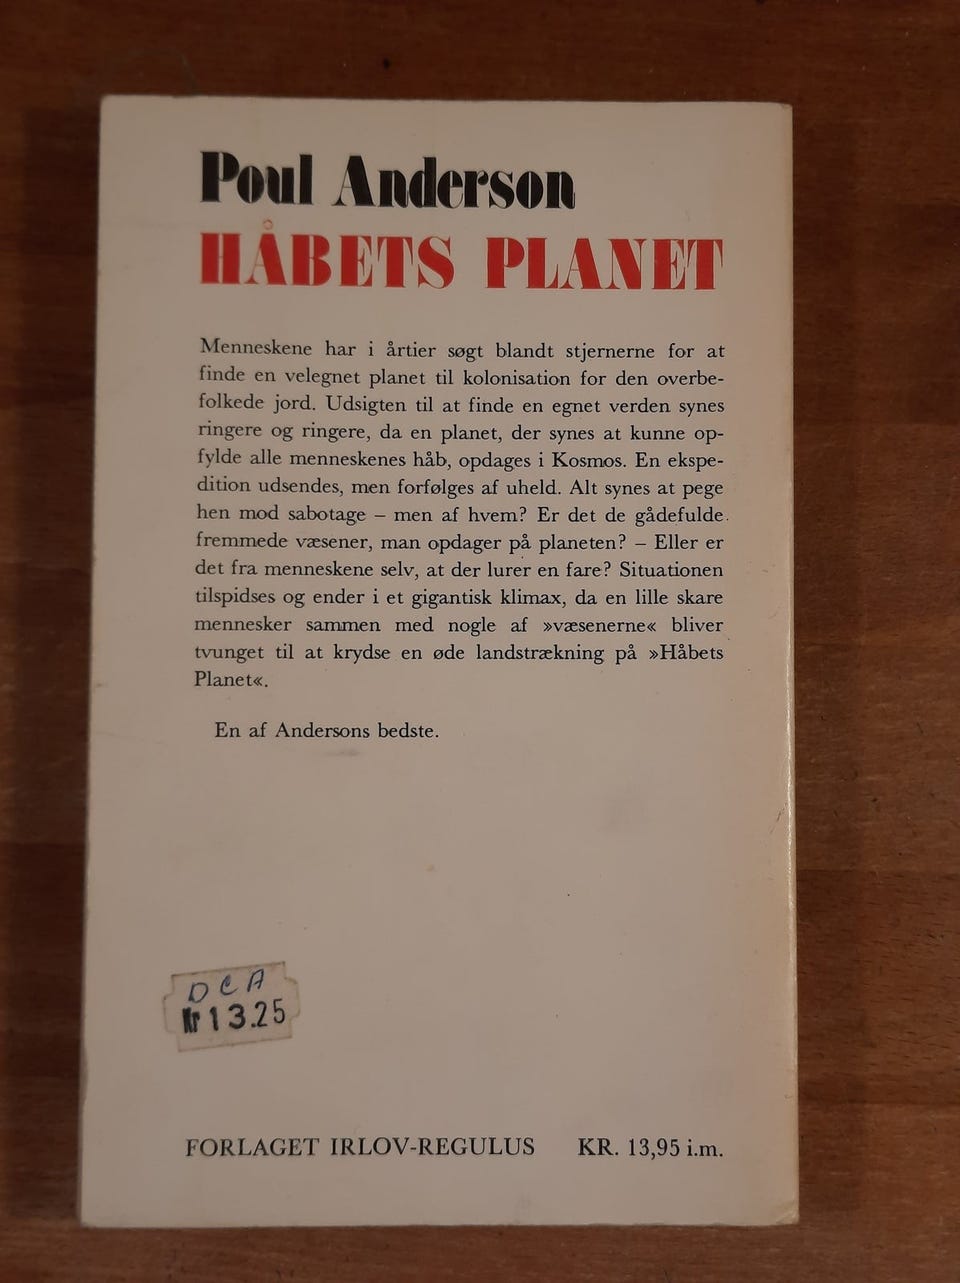 Poul Anderson
HÅBETS PLANET
Menneskene har i årtier søgt blandt stjernerne for at
finde en velegnet planet til kolonisation for den overbe-
folkede jord. Udsigten til at finde en egnet verden synes
ringere og ringere, da en planet, der synes at kunne op-
fylde alle menneskenes håb, opdages i Kosmos. En ekspe-
dition udsendes, men forfølges af uheld. Alt synes at pege
hen mod sabotage – men af hvem? Er det de gådefulde
fremmede væsener, man opdager på planeten? – Eller er
det fra menneskene selv, at der lurer en fare? Situationen
tilspidses og ender i et gigantisk klimax, da en lille skare
mennesker sammen med nogle af »væsenerne« bliver
tvunget til at krydse en øde landstrækning på »Håbets
Planet«.
En af Andersons bedste.
DCA
Kr 13.25
FORLAGET IRLOV-REGULUS KR. 13,95 i.m.